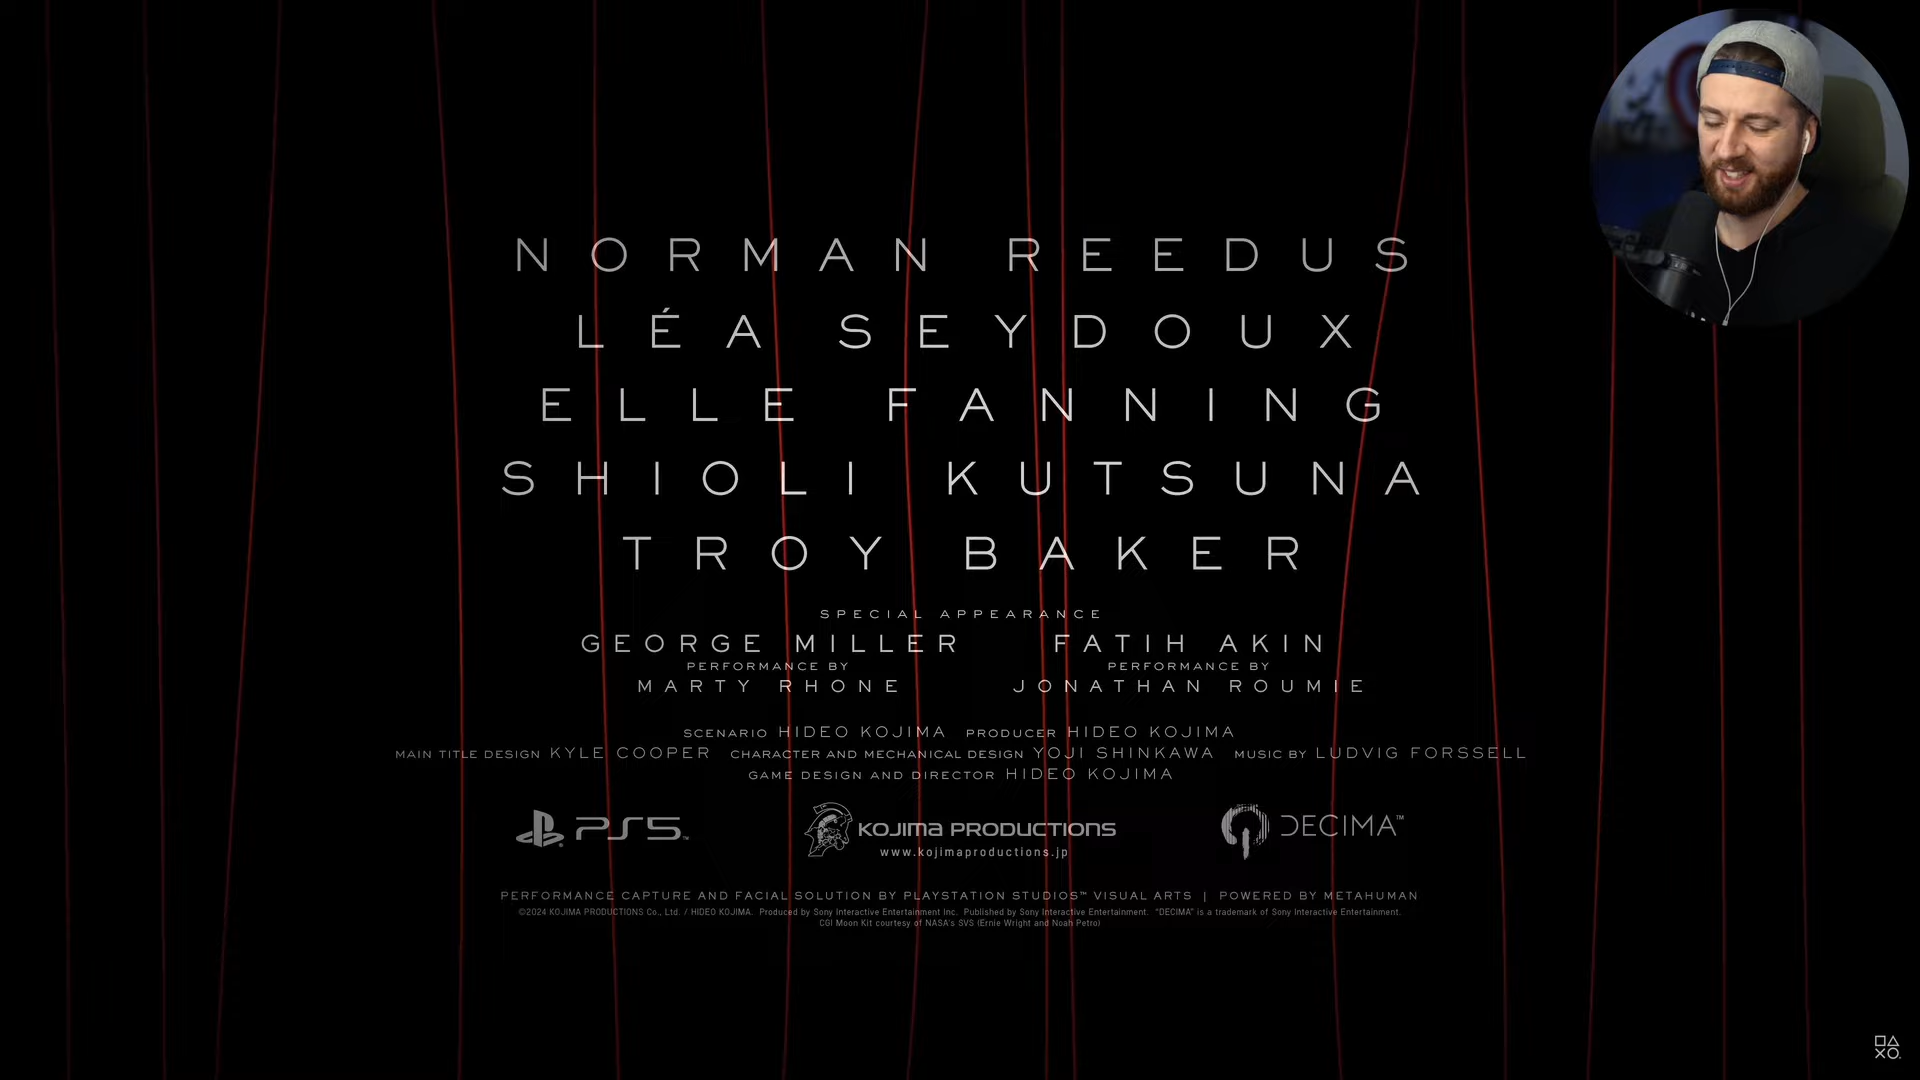 NORMAN REEDUS
LÉA SEYDOUX
ELLE FANNING
SHIOLI KUTSUNA
TROY BAKER
SPECIAL APPEARANCE
GEORGE MILLER FATIH AKIN
PERFORMANCE BY PERFORMANCE BY
MARTY RHONE JONATHAN ROUMIE
SCENARIO HIDEO KOJIMA PRODUCER HIDEO KOJIMA
MAIN TITLE DESIGN KYLE COOPER CHARACTER AND MECHANICAL DESIGN YOJI SHINKAWA MUSIC BY LUDVIG FORSSELL
GAME DESIGN AND DIRECTOR HIDEO KOJIMA
PS5™ KOJIMA PRODUCTIONS DECIMA™
www.kojimaproductions.jp
PERFORMANCE CAPTURE AND FACIAL SOLUTION BY PLAYSTATION STUDIOS™ VISUAL ARTS | POWERED BY METAHUMAN
©2024 KOJIMA PRODUCTIONS Co., Ltd. / HIDEO KOJIMA. Produced by Sony Interactive Entertainment Inc. Published by Sony Interactive Entertainment. "DECIMA" is a trademark of Sony Interactive Entertainment.
CGI Moon Kit courtesy of NASA's SVS (Ernie Wright and Noah Petro)